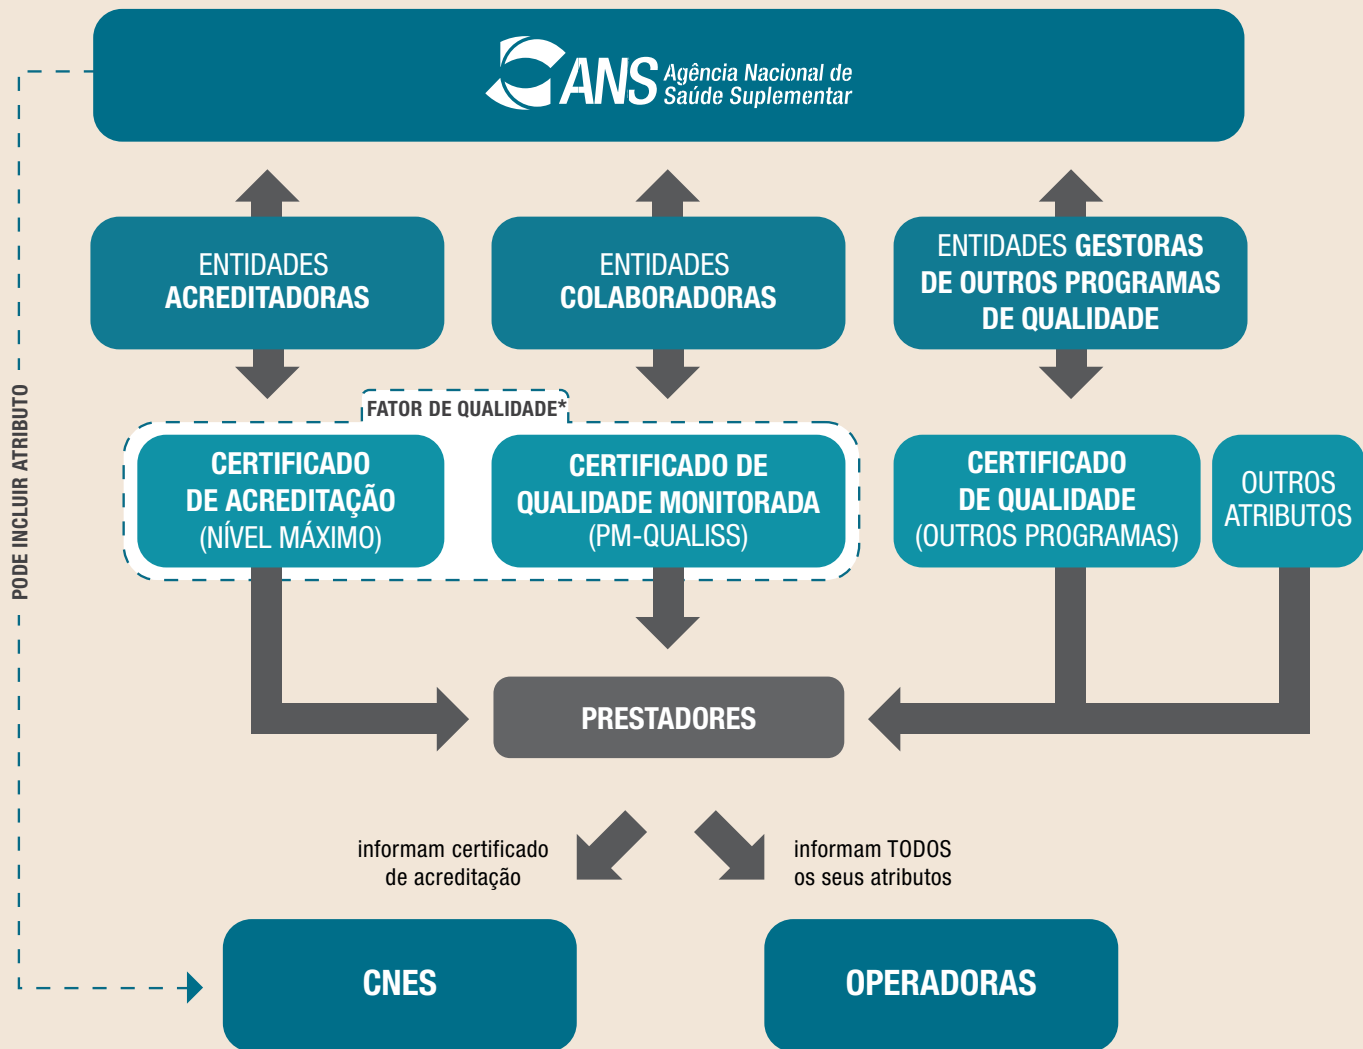 ANS Agência Nacional de
Saúde Suplementar
ENTIDADES
ACREDITADORAS
ENTIDADES
COLABORADORAS
ENTIDADES GESTORAS
DE OUTROS PROGRAMAS
DE QUALIDADE
PODE INCLUIR ATRIBUTO
FATOR DE QUALIDADE*
CERTIFICADO
DE ACREDITAÇÃO
(NÍVEL MÁXIMO)
CERTIFICADO DE
QUALIDADE MONITORADA
(PM-QUALISS)
CERTIFICADO
DE QUALIDADE
(OUTROS PROGRAMAS)
OUTROS
ATRIBUTOS
PRESTADORES
informam certificado
de acreditação
informam TODOS
os seus atributos
CNES
OPERADORAS